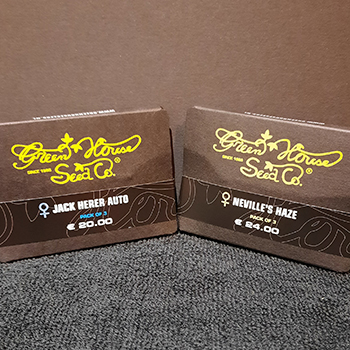 Green House
SINCE 1985
Seed Co.®
JACK HERER AUTO
PACK OF 3
€ 20.00
Green House
SINCE 1985
Seed Co.®
NEVILLE'S HAZE
PACK OF 3
€ 24.00